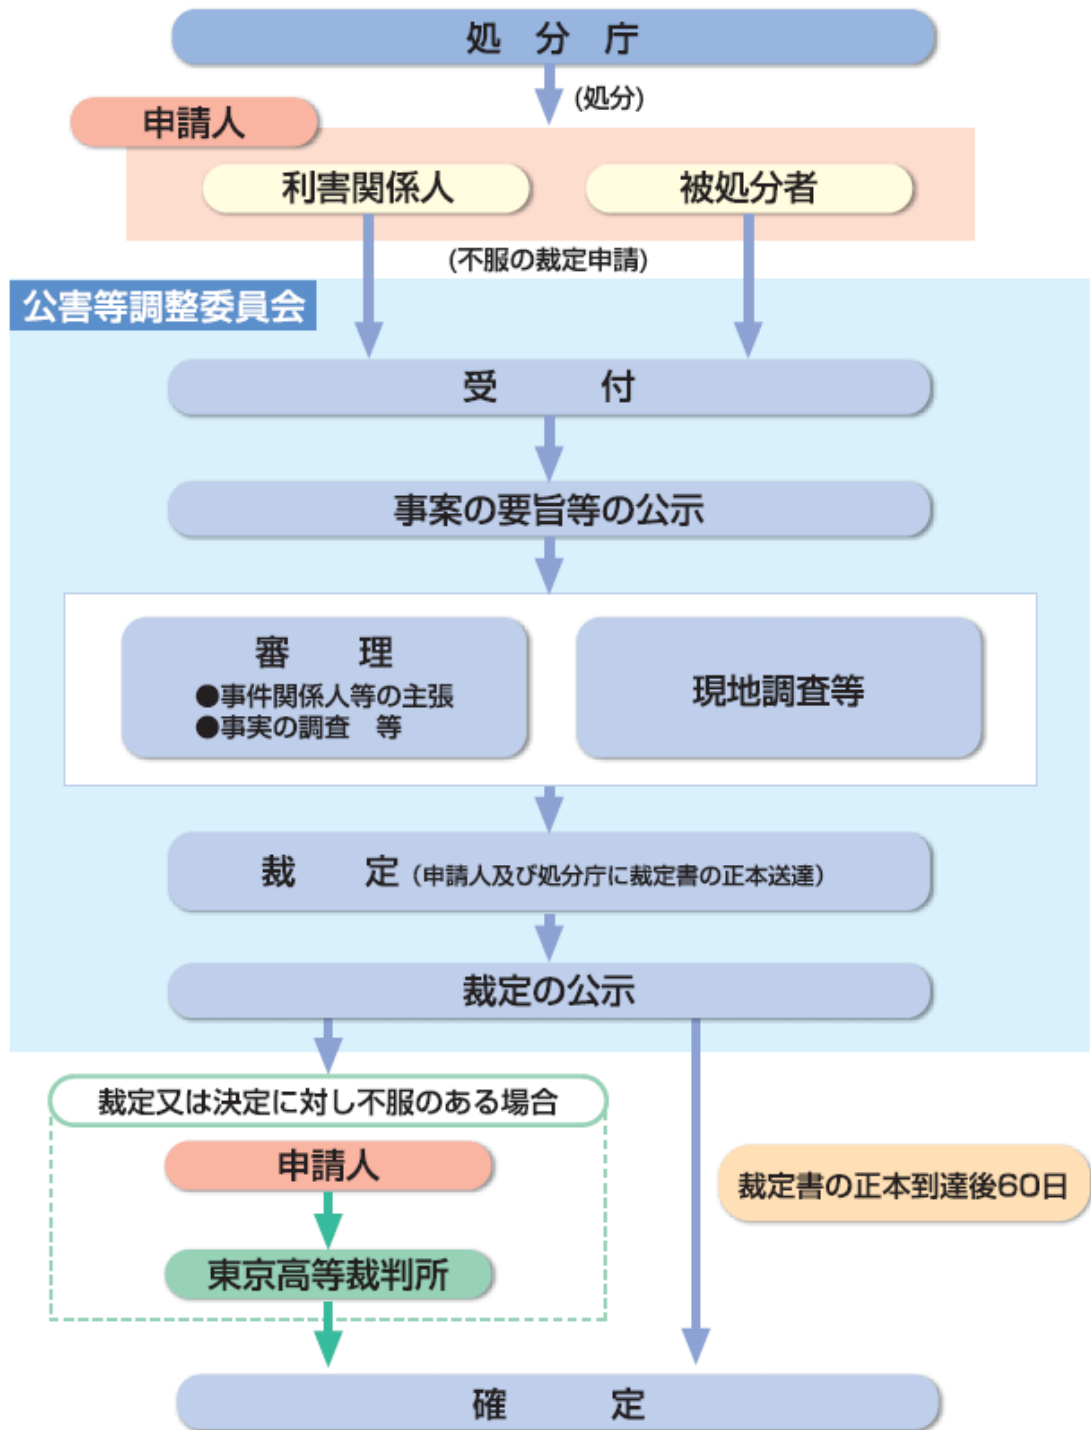 処 分 庁
(処分)
申請人
利害関係人
被処分者
(不服の裁定申請)
公害等調整委員会
受 付
事案の要旨等の公示
審 理
●事件関係人等の主張
●事実の調査 等
現地調査等
裁 定 (申請人及び処分庁に裁定書の正本送達)
裁定の公示
裁定又は決定に対し不服のある場合
申請人
東京高等裁判所
裁定書の正本到達後60日
確 定